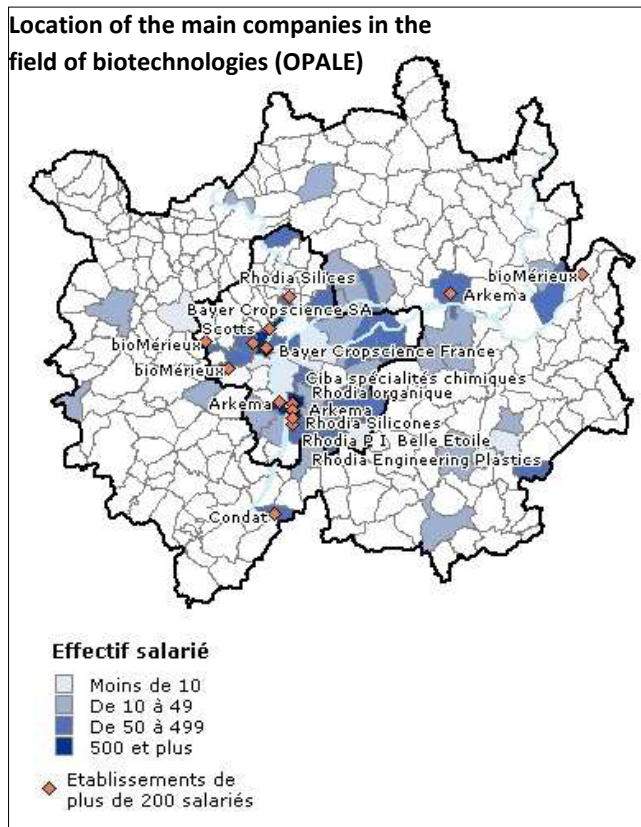 Location of the main companies in the
field of biotechnologies (OPALE)
Rhodia Silices
bioMérieux
Arkema
Bayer Cropscience SA
Scotts
bioMérieux
Bayer Cropscience France
bioMérieux
Ciba spécialités chimiques
Rhodia organique
Arkema
Arkema
Rhodia Silicones
Rhodia P.I. Belle Etoile
Rhodia Engineering Plastics
Condat
Effectif salarié
Moins de 10
De 10 à 49
De 50 à 499
500 et plus
Etablissements de
plus de 200 salariés